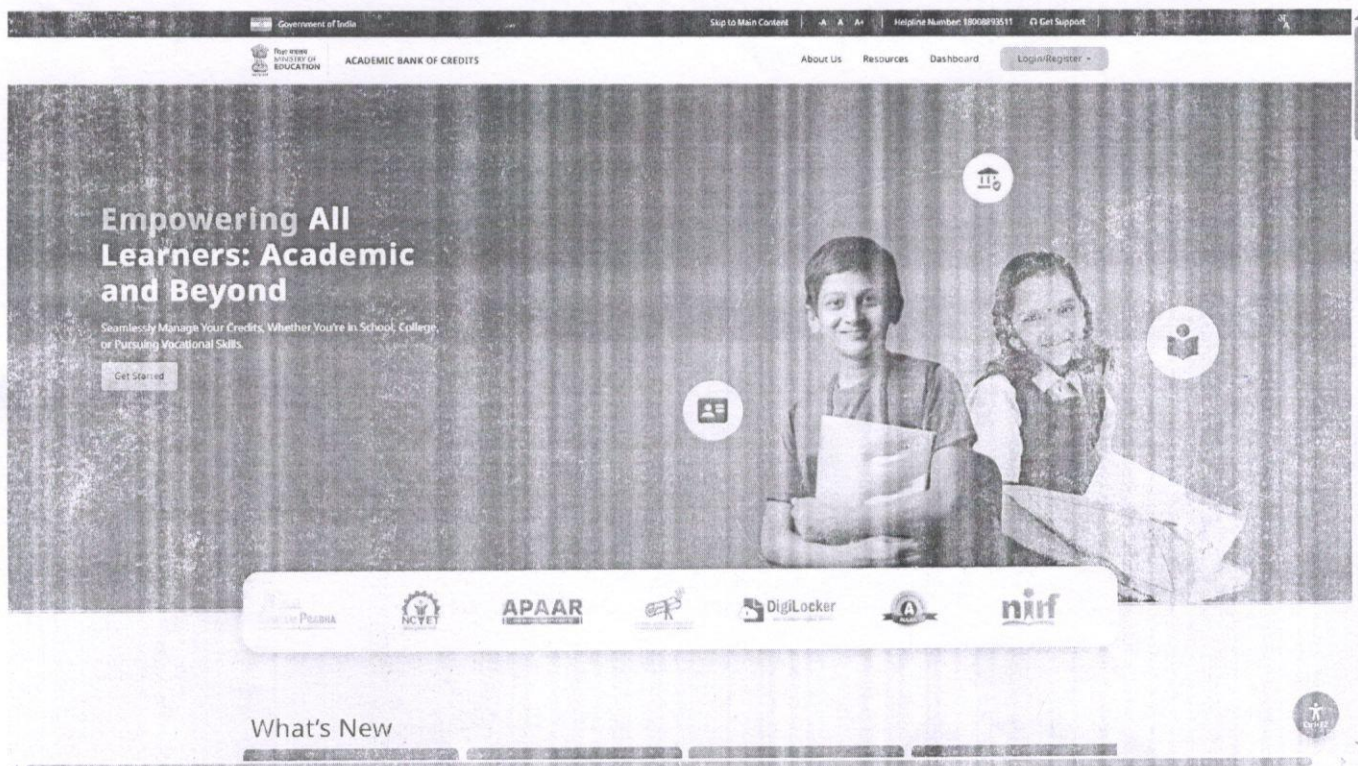 Government of India
Skip to Main Content
-A A A+
Helpline Number: 18008893511
Get Support
MINISTRY OF
EDUCATION
ACADEMIC BANK OF CREDITS
About Us
Resources
Dashboard
Login/Register
Empowering All
Learners: Academic
and Beyond
Seamlessly Manage Your Credits, Whether You're in School, College,
or Pursuing Vocational Skills.
Get Started
PRABHA
NCVET
APAAR
DigiLocker
A
nirf
What's New